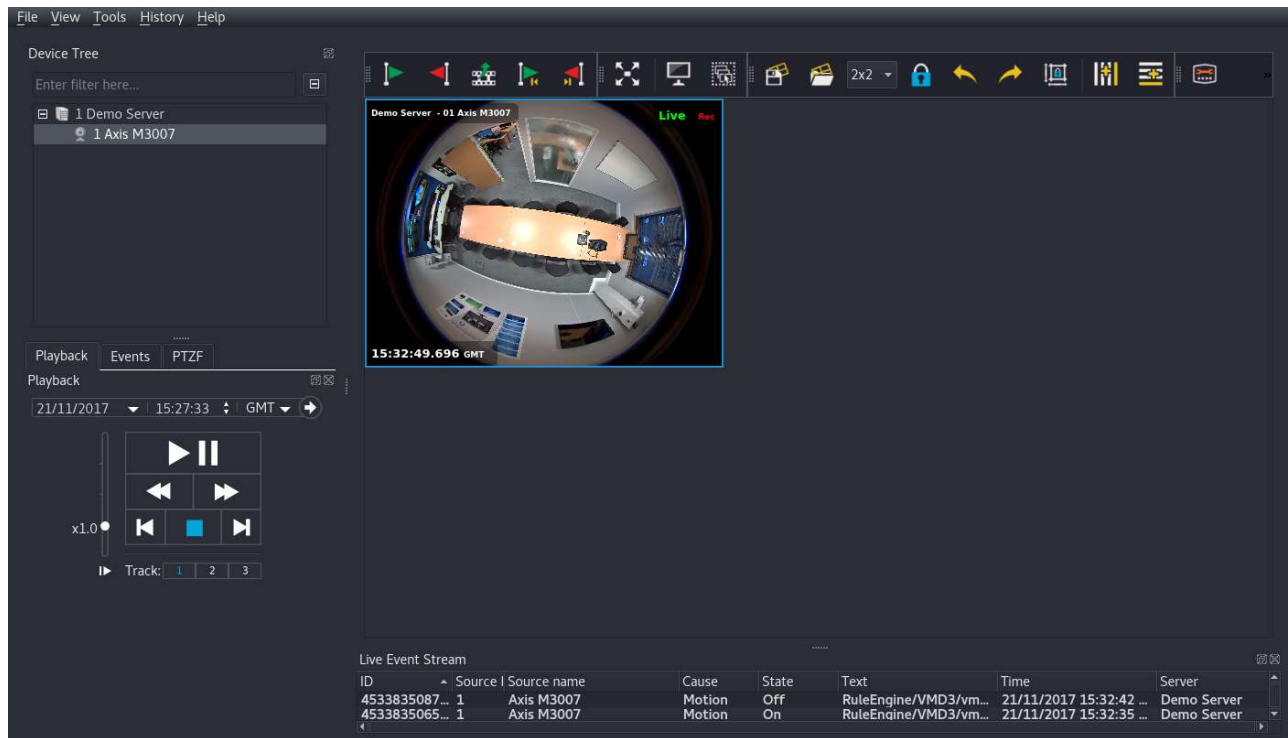 File View Tools History Help
Device Tree
Enter filter here...
1 Demo Server
1 Axis M3007
2x2
Demo Server - 01 Axis M3007
Live Rec
15:32:49.696 GMT
Playback Events PTZF
Playback
21/11/2017 15:27:33 GMT
x1.0
Track: 1 2 3
Live Event Stream
ID Source I Source name Cause State Text Time Server
4533835087... 1 Axis M3007 Motion Off RuleEngine/VMD3/vm... 21/11/2017 15:32:42 ... Demo Server
4533835065... 1 Axis M3007 Motion On RuleEngine/VMD3/vm... 21/11/2017 15:32:35 ... Demo Server